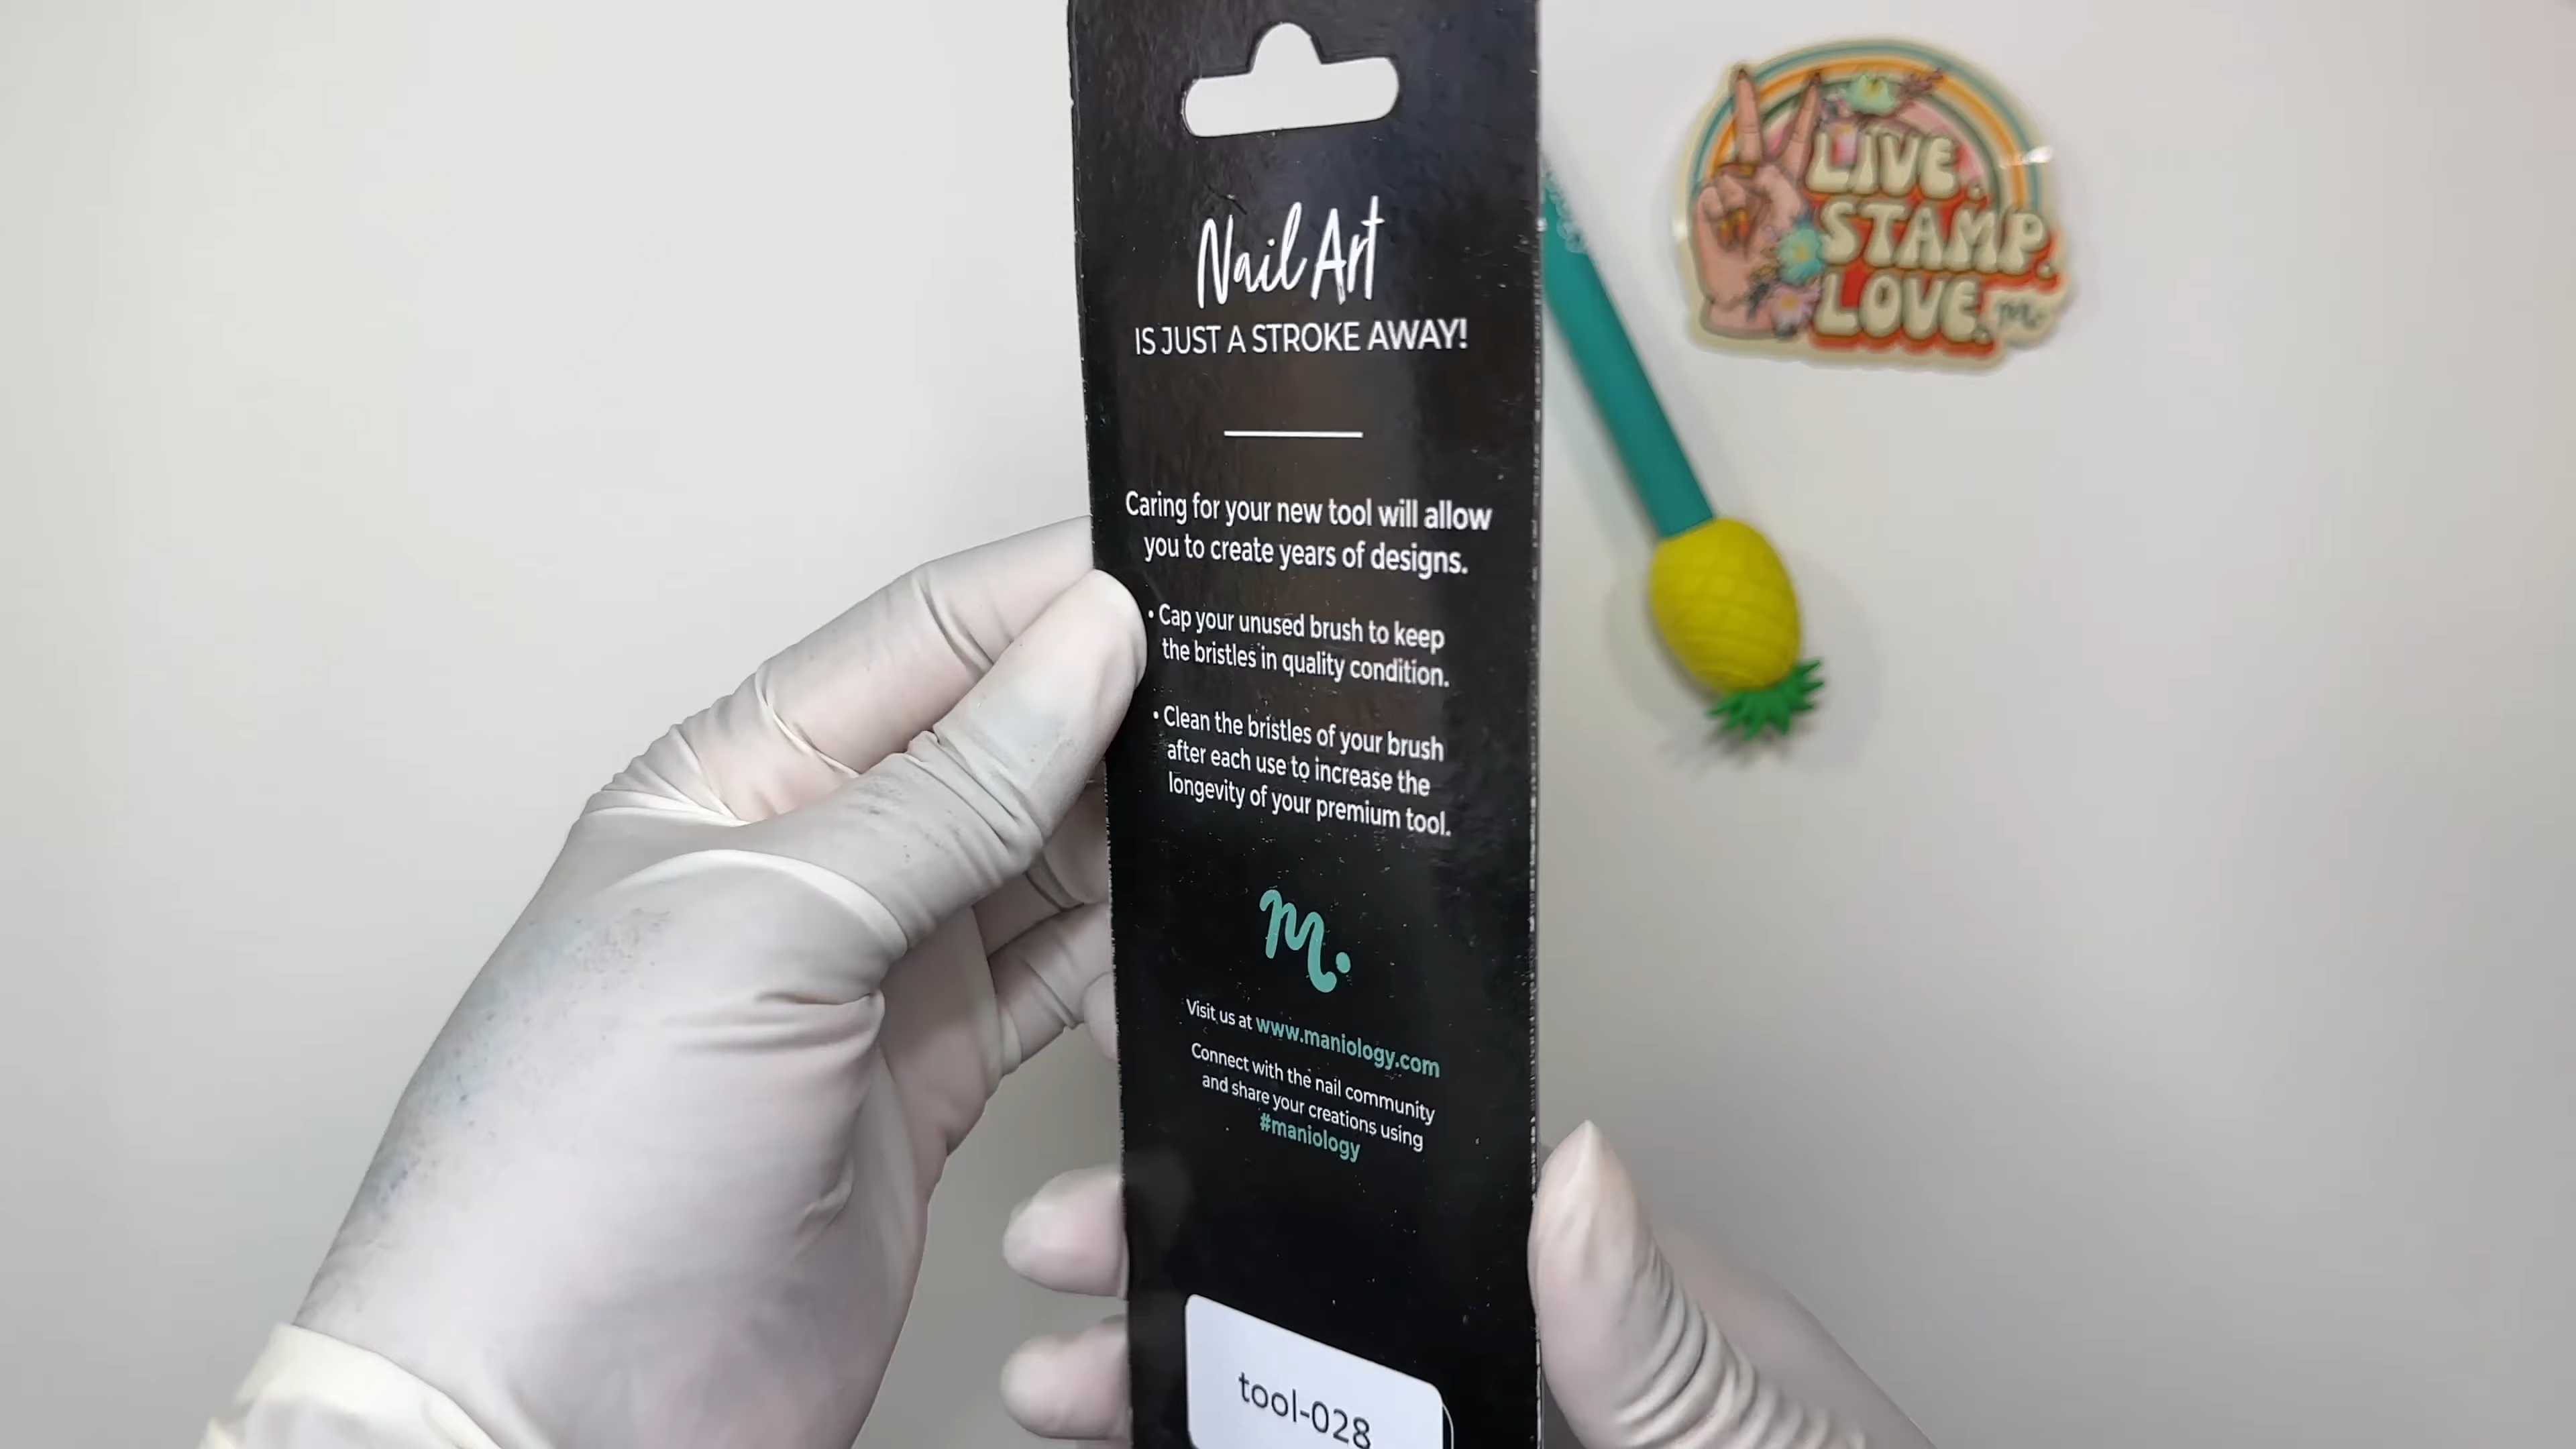 Nail Art
IS JUST A STROKE AWAY!
Caring for your new tool will allow
you to create years of designs.
• Cap your unused brush to keep
the bristles in quality condition.
• Clean the bristles of your brush
after each use to increase the
longevity of your premium tool.
m.
Visit us at www.maniology.com
Connect with the nail community
and share your creations using
#maniology
tool-028
LIVE.
STAMP.
LOVE. m.